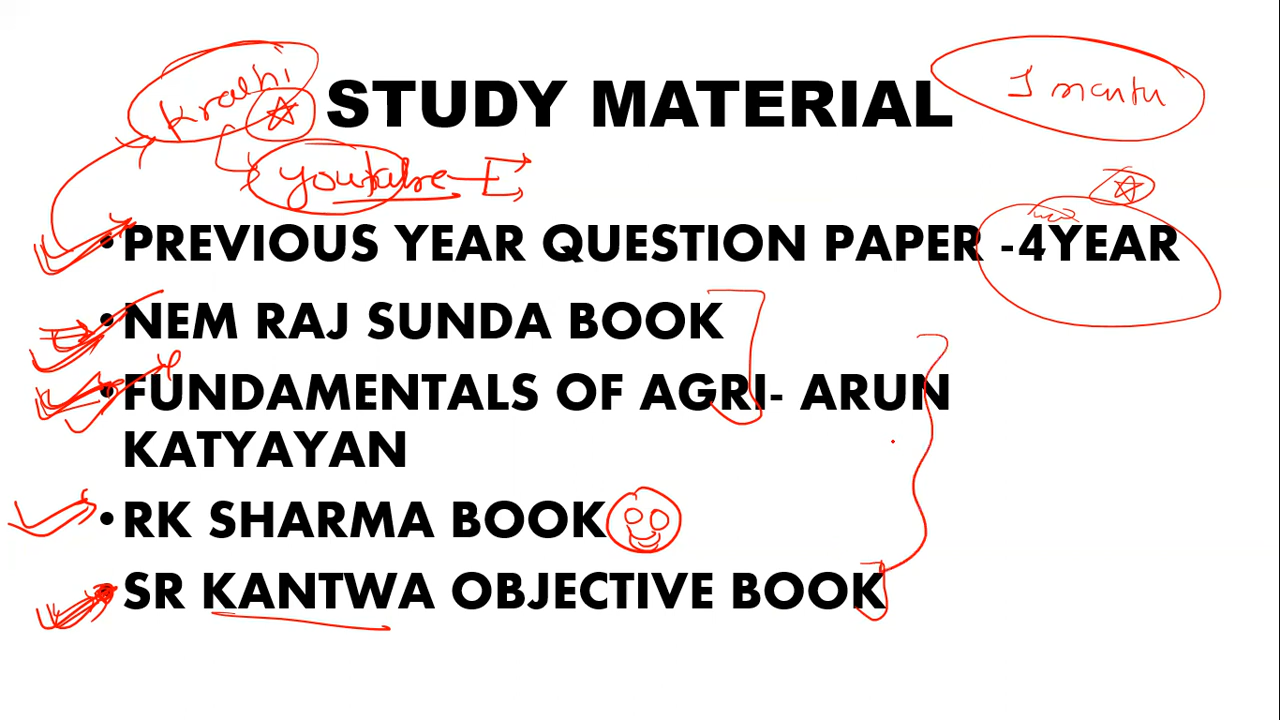 STUDY MATERIAL
youtube
• PREVIOUS YEAR QUESTION PAPER -4YEAR
• NEM RAJ SUNDA BOOK
• FUNDAMENTALS OF AGRI- ARUN
KATYAYAN
• RK SHARMA BOOK
• SR KANTWA OBJECTIVE BOOK